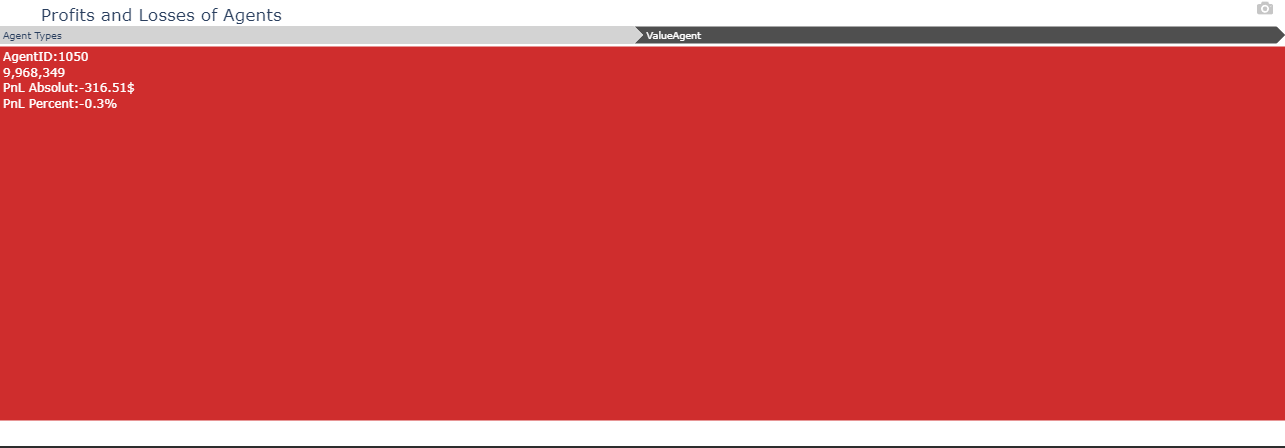 Profits and Losses of Agents
Agent Types
ValueAgent
AgentID:1050
9,968,349
PnL Absolut:-316.51$
PnL Percent:-0.3%